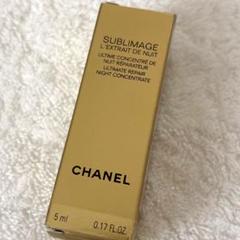 SUBLIMAGE
L'EXTRAIT DE NUIT
ULTIME CONCENTRÉ DE
NUIT RÉPARATEUR
ULTIMATE REPAIR
NIGHT CONCENTRATE
CHANEL
5 ml 0.17 FL. OZ.